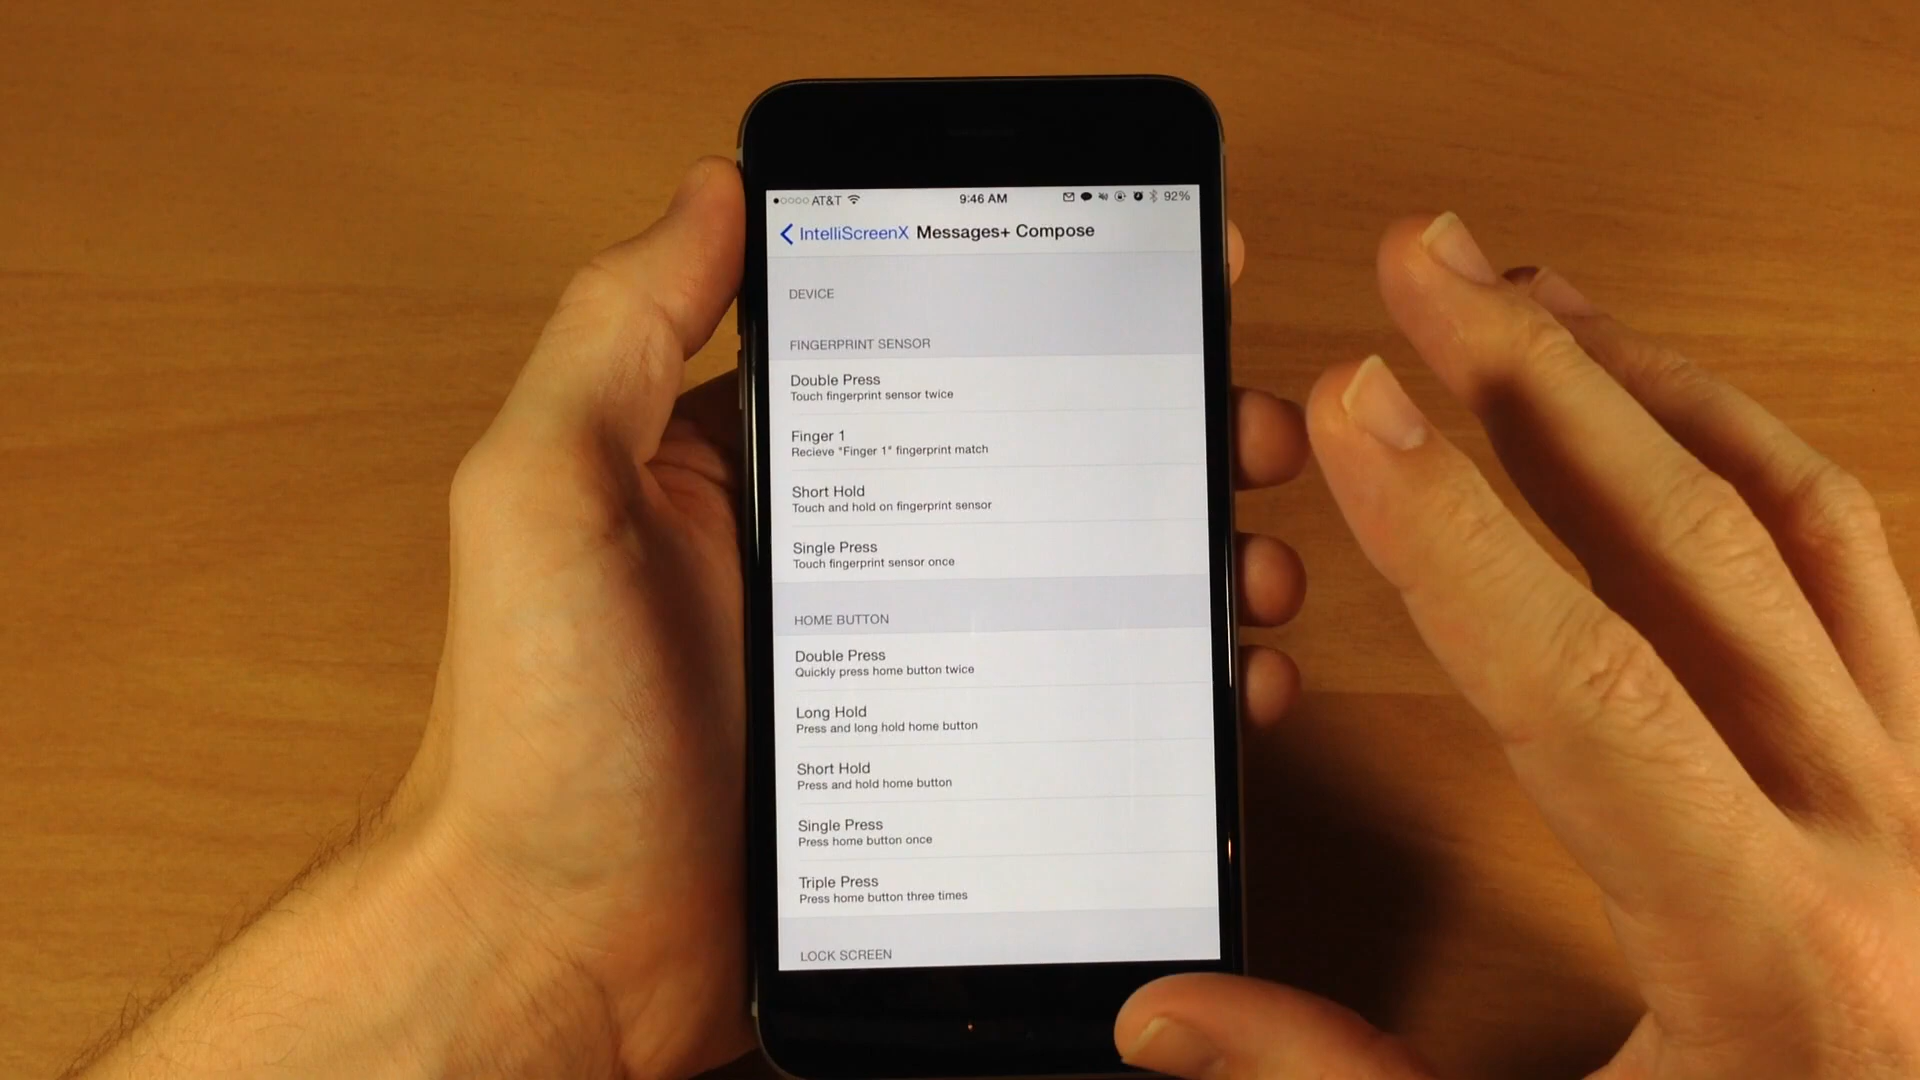 AT&T 9:46 AM 92%
IntelliScreenX Messages+ Compose
DEVICE
FINGERPRINT SENSOR
Double Press
Touch fingerprint sensor twice
Finger 1
Recieve "Finger 1" fingerprint match
Short Hold
Touch and hold on fingerprint sensor
Single Press
Touch fingerprint sensor once
HOME BUTTON
Double Press
Quickly press home button twice
Long Hold
Press and long hold home button
Short Hold
Press and hold home button
Single Press
Press home button once
Triple Press
Press home button three times
LOCK SCREEN